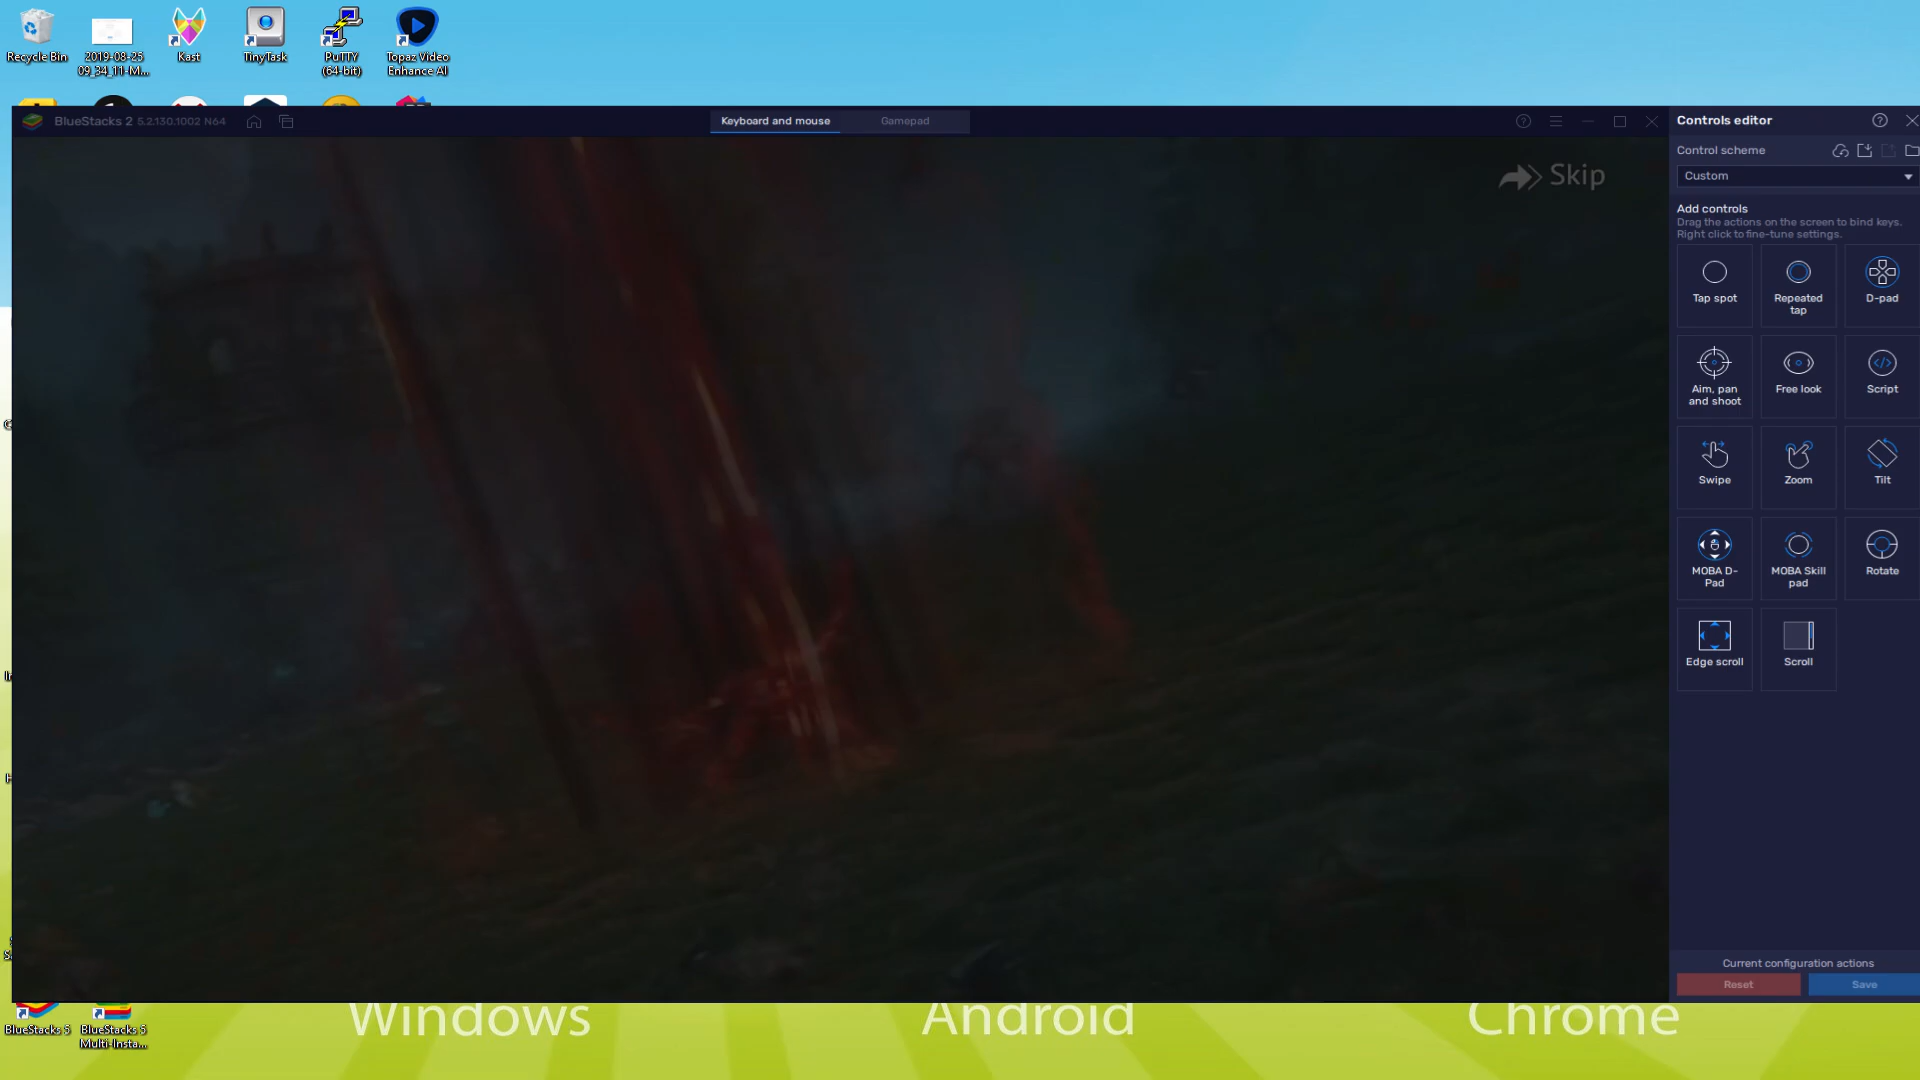 Recycle Bin
2019-08-25
09_34_11-M...
Kast
TinyTask
PuTTY
(64-bit)
Topaz Video
Enhance AI
BlueStacks 2 5.2.130.1002 N64
Keyboard and mouse
Gamepad
Skip
Controls editor
Control scheme
Custom
Add controls
Drag the actions on the screen to bind keys.
Right click to fine-tune settings.
Tap spot
Repeated
tap
D-pad
Aim, pan
and shoot
Free look
Script
Swipe
Zoom
Tilt
MOBA D-
Pad
MOBA Skill
pad
Rotate
Edge scroll
Scroll
Current configuration actions
Reset
Save
BlueStacks 5
BlueStacks 5
Multi-Insta...
Windows
Android
Chrome